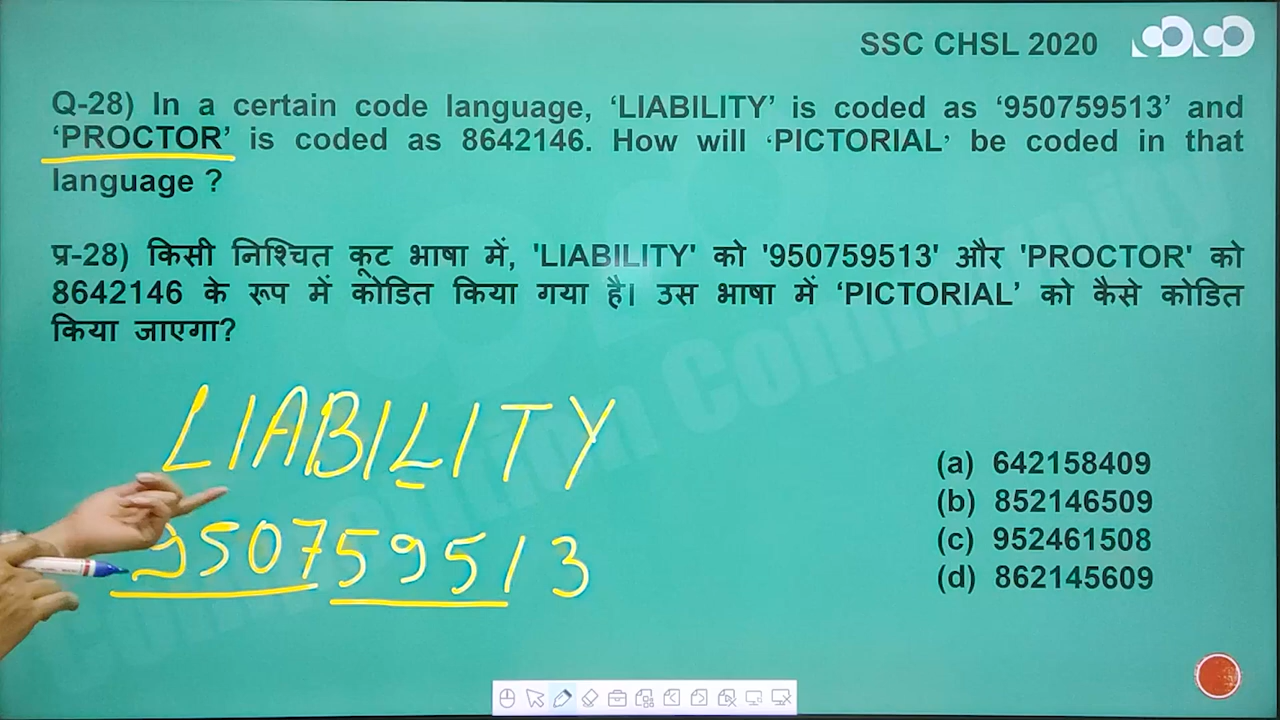 SSC CHSL 2020
Q-28) In a certain code language, ‘LIABILITY’ is coded as ‘950759513’ and
‘PROCTOR’ is coded as 8642146. How will ‘PICTORIAL’ be coded in that
language ?
प्र-28) किसी निश्चित कूट भाषा में, 'LIABILITY' को '950759513' और 'PROCTOR' को
8642146 के रूप में कोडित किया गया है। उस भाषा में ‘PICTORIAL’ को कैसे कोडित
किया जाएगा?
LIABILITY
950759513
(a) 642158409
(b) 852146509
(c) 952461508
(d) 862145609
Competition Community